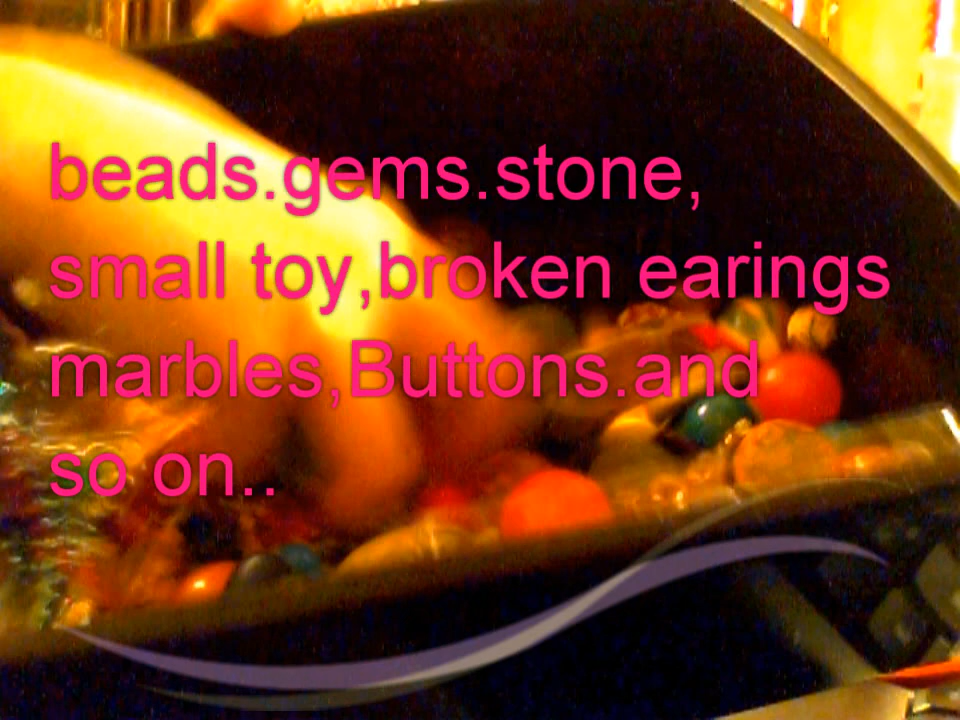 beads.gems.stone,
small toy,broken earings
marbles,Buttons.and
so on..